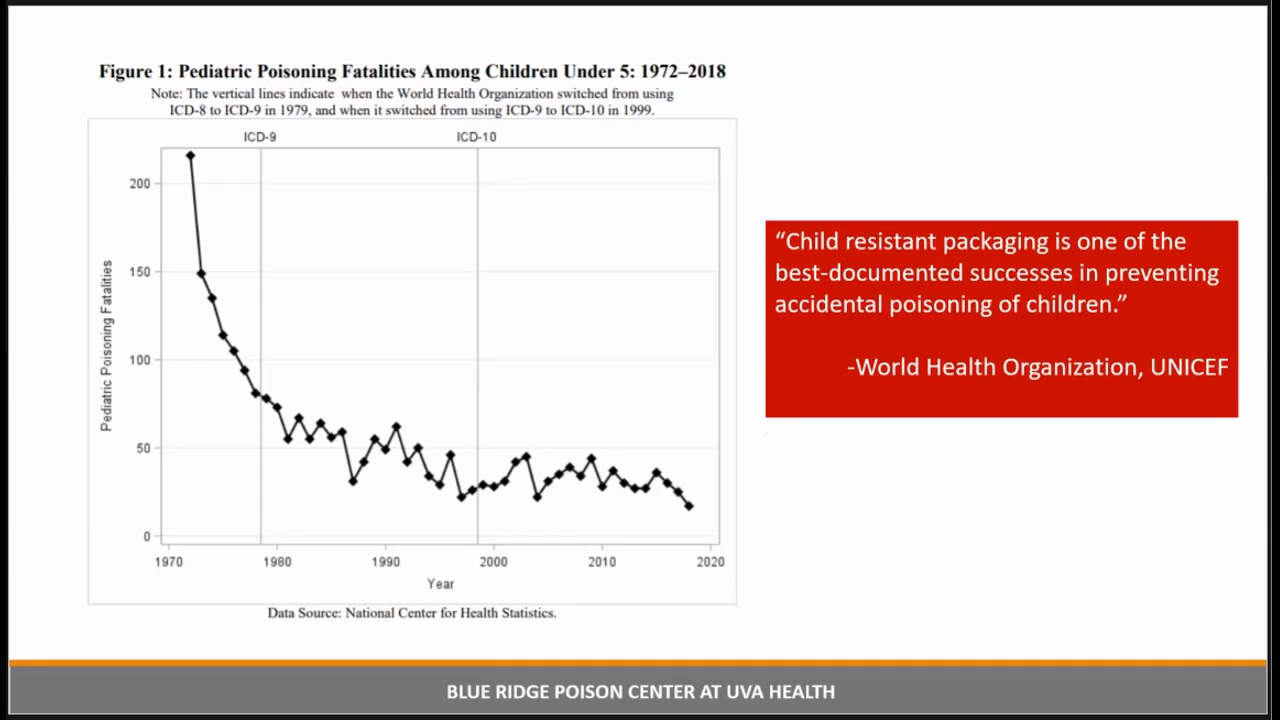 Figure 1: Pediatric Poisoning Fatalities Among Children Under 5: 1972–2018
Note: The vertical lines indicate when the World Health Organization switched from using
ICD-8 to ICD-9 in 1979, and when it switched from using ICD-9 to ICD-10 in 1999.
ICD-9
ICD-10
200
150
100
50
0
Pediatric Poisoning Fatalities
1970
1980
1990
2000
2010
2020
Year
Data Source: National Center for Health Statistics.
“Child resistant packaging is one of the
best-documented successes in preventing
accidental poisoning of children.”
-World Health Organization, UNICEF
BLUE RIDGE POISON CENTER AT UVA HEALTH